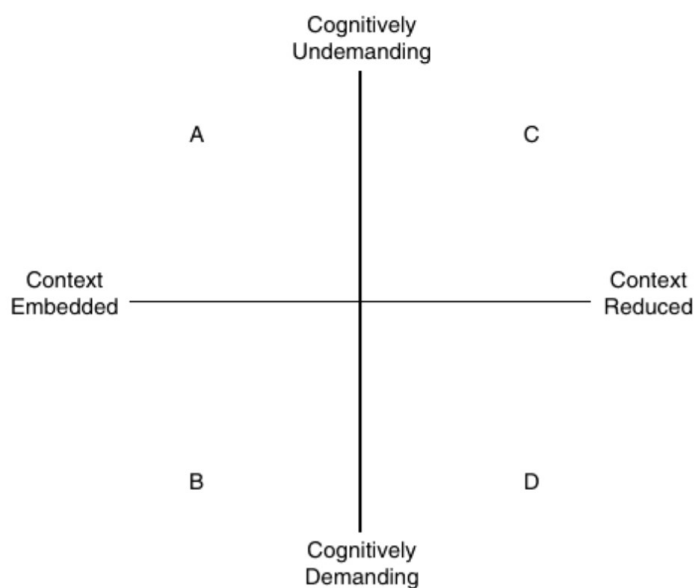 Cognitively
Undemanding
A
C
Context
Embedded
Context
Reduced
B
D
Cognitively
Demanding